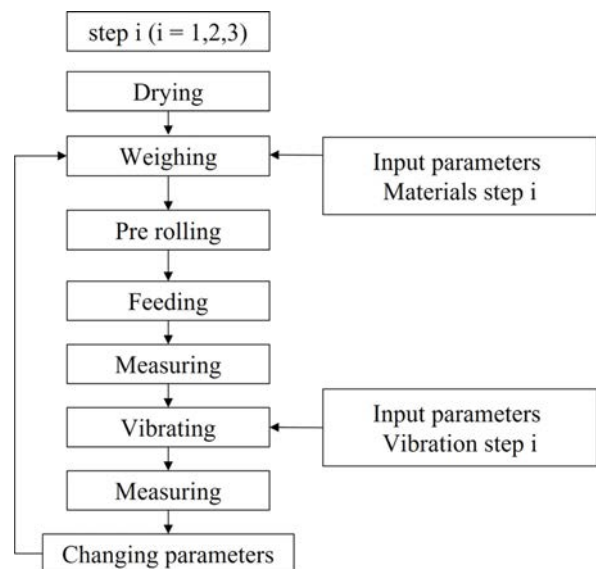 step i (i = 1,2,3)
Drying
Weighing
Input parameters
Materials step i
Pre rolling
Feeding
Measuring
Vibrating
Input parameters
Vibration step i
Measuring
Changing parameters